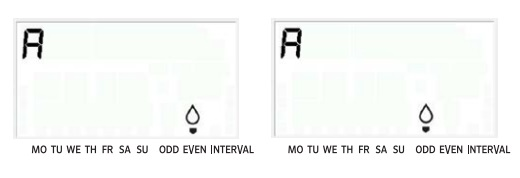 A A
MO TU WE TH FR SA SU ODD EVEN INTERVAL MO TU WE TH FR SA SU ODD EVEN INTERVAL